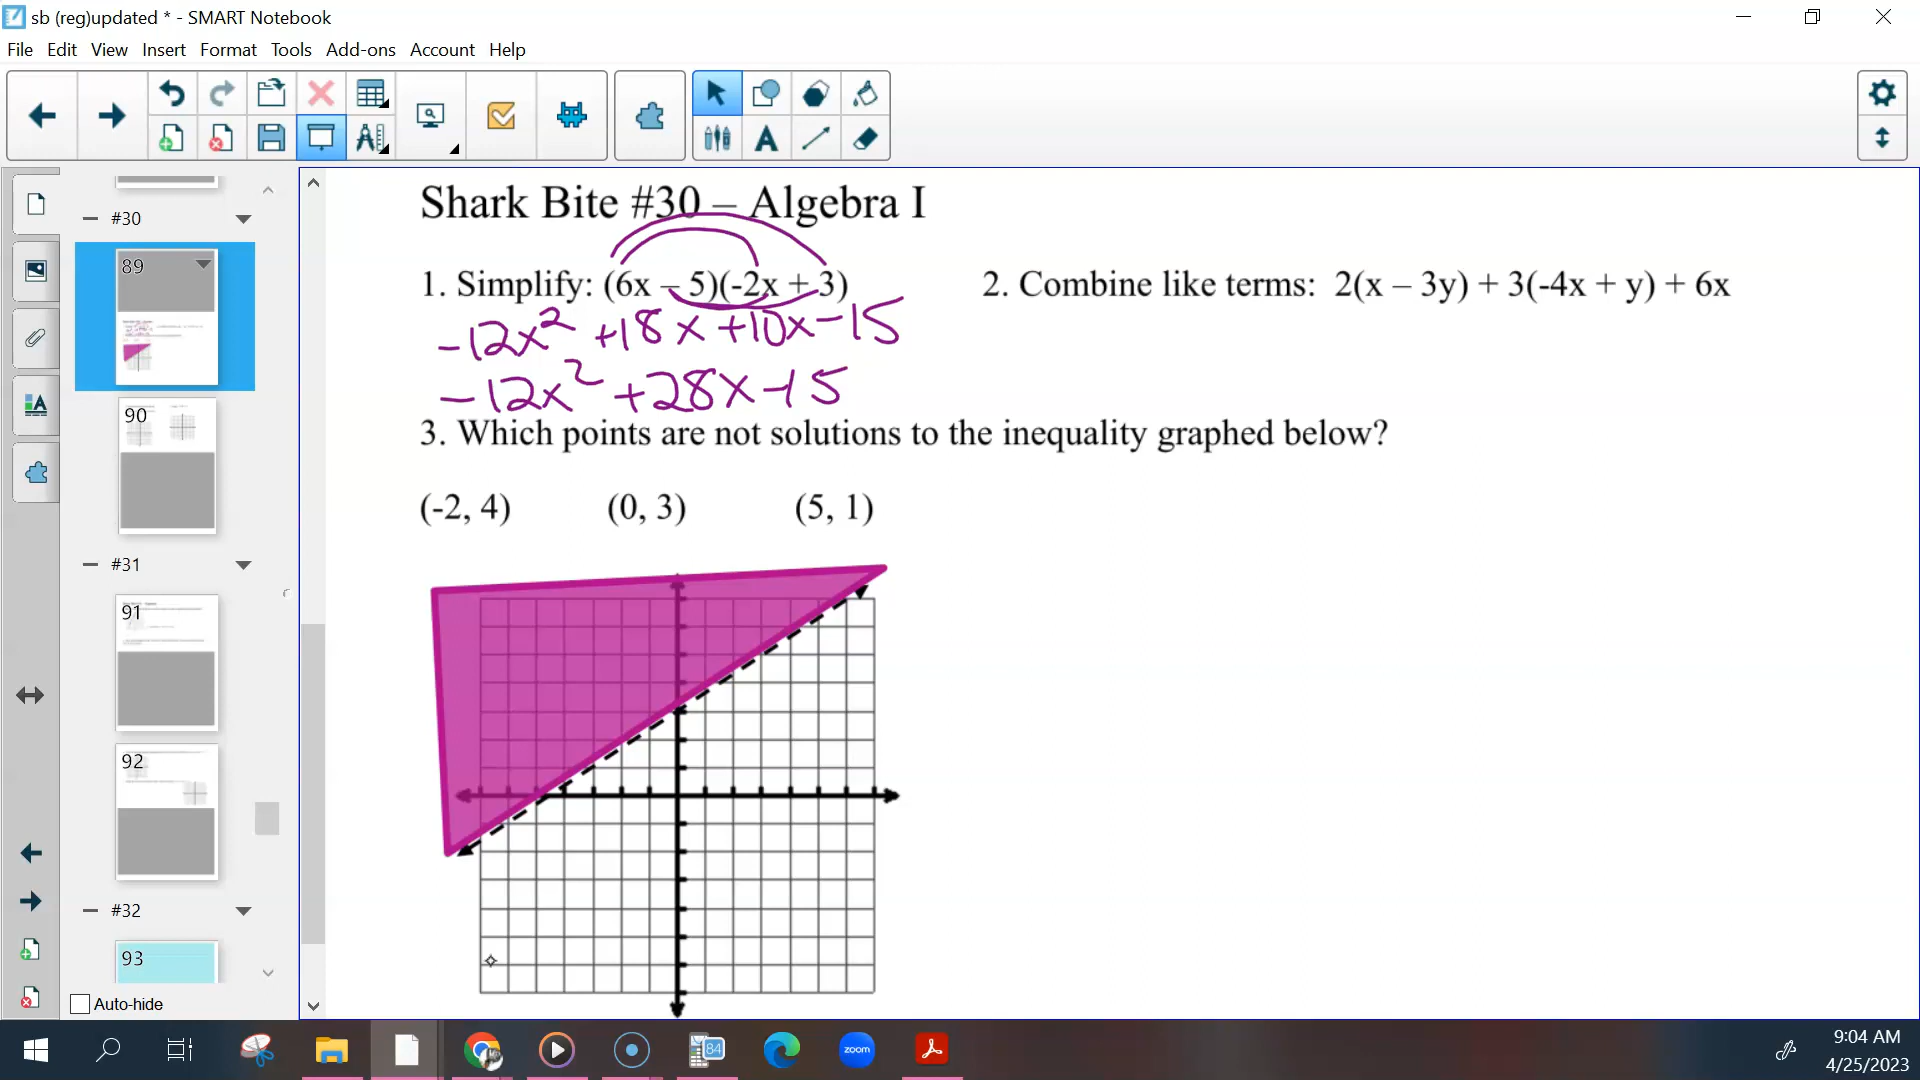 sb (reg)updated * - SMART Notebook
File Edit View Insert Format Tools Add-ons Account Help
#30
89
90
#31
91
92
#32
93
Auto-hide
Shark Bite #30 – Algebra I
1. Simplify: (6x – 5)(-2x + 3)
-12x² +18x +10x -15
-12x² +28x -15
2. Combine like terms: 2(x – 3y) + 3(-4x + y) + 6x
3. Which points are not solutions to the inequality graphed below?
(-2, 4) (0, 3) (5, 1)
84
zoom
9:04 AM
4/25/2023